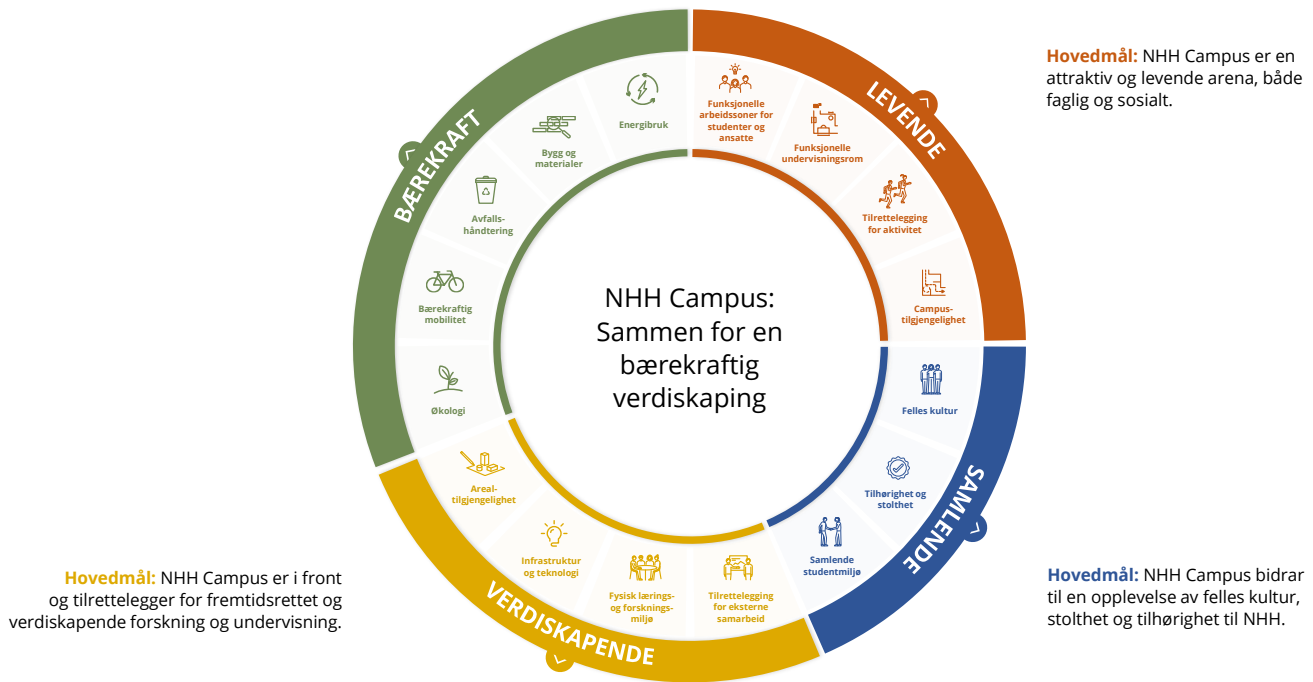 NHH Campus:
Sammen for en
bærekraftig
verdiskaping
BÆREKRAFT
Energibruk
Bygg og
materialer
Avfalls-
håndtering
Bærekraftig
mobilitet
Økologi
LEVENDE
Funksjonelle
arbeidssoner for
studenter og
ansatte
Funksjonelle
undervisningsrom
Tilrettelegging
for aktivitet
Campus-
tilgjengelighet
Hovedmål: NHH Campus er en
attraktiv og levende arena, både
faglig og sosialt.
SAMLENDE
Felles kultur
Tilhørighet og
stolthet
Samlende
studentmiljø
Hovedmål: NHH Campus bidrar
til en opplevelse av felles kultur,
stolthet og tilhørighet til NHH.
VERDISKAPENDE
Areal-
tilgjengelighet
Infrastruktur
og teknologi
Fysisk lærings-
og forsknings-
miljø
Tilrettelegging
for eksterne
samarbeid
Hovedmål: NHH Campus er i front
og tilrettelegger for fremtidsrettet og
verdiskapende forskning og undervisning.